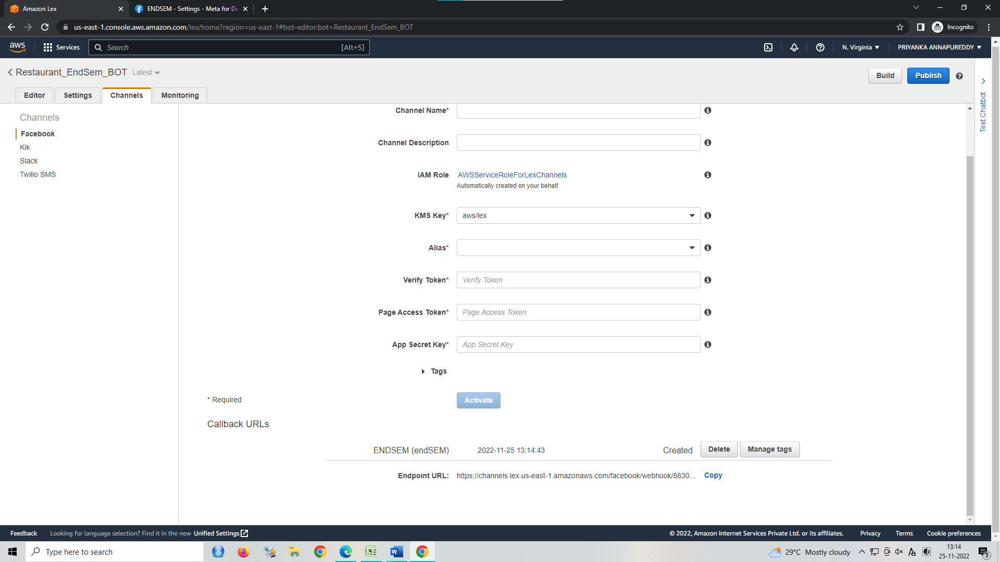 Amazon Lex
ENDSEM - Settings - Meta for De
us-east-1.console.aws.amazon.com/lex/home?region=us-east-1#bot-editor:bot=Restaurant_EndSem_BOT
Incognito
aws
Services
Search
[Alt+S]
N. Virginia
PRIYANKA ANNAPUREDDY
Restaurant_EndSem_BOT Latest
Build
Publish
Editor
Settings
Channels
Monitoring
Test Chatbot
Channels
Facebook
Kik
Slack
Twilio SMS
Channel Name*
Channel Description
IAM Role
AWSServiceRoleForLexChannels
Automatically created on your behalf
KMS Key*
aws/lex
Alias*
Verify Token*
Verify Token
Page Access Token*
Page Access Token
App Secret Key*
App Secret Key
Tags
* Required
Activate
Callback URLs
ENDSEM (endSEM)
2022-11-25 13:14:43
Created
Delete
Manage tags
Endpoint URL:
https://channels.lex.us-east-1.amazonaws.com/facebook/webhook/8830...
Copy
Feedback
Looking for language selection? Find it in the new Unified Settings
© 2022, Amazon Internet Services Private Ltd. or its affiliates.
Privacy
Terms
Cookie preferences
Type here to search
29°C Mostly cloudy
13:14
25-11-2022
3